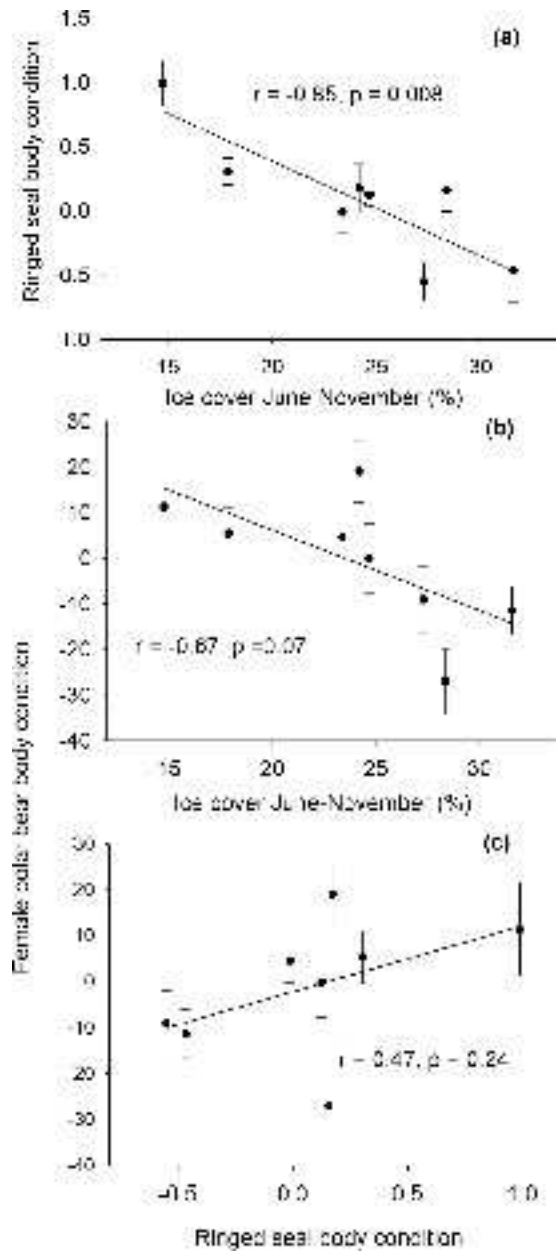 1.5
(a)
1.0
r = -0.85, p = 0.008
0.5
0.0
-0.5
1.0
Ringed seal body condition
15 20 25 30
Ice cover June-November (%)
30
(b)
20
10
0
-10
r = -0.67, p =0.07
-20
-30
-40
15 20 25 30
Ice cover June-November (%)
Female polar bear body condition
30
(c)
20
10
0
-10
r = 0.47, p = 0.24
-20
-30
-40
-0.5 0.0 0.5 1.0
Ringed seal body condition